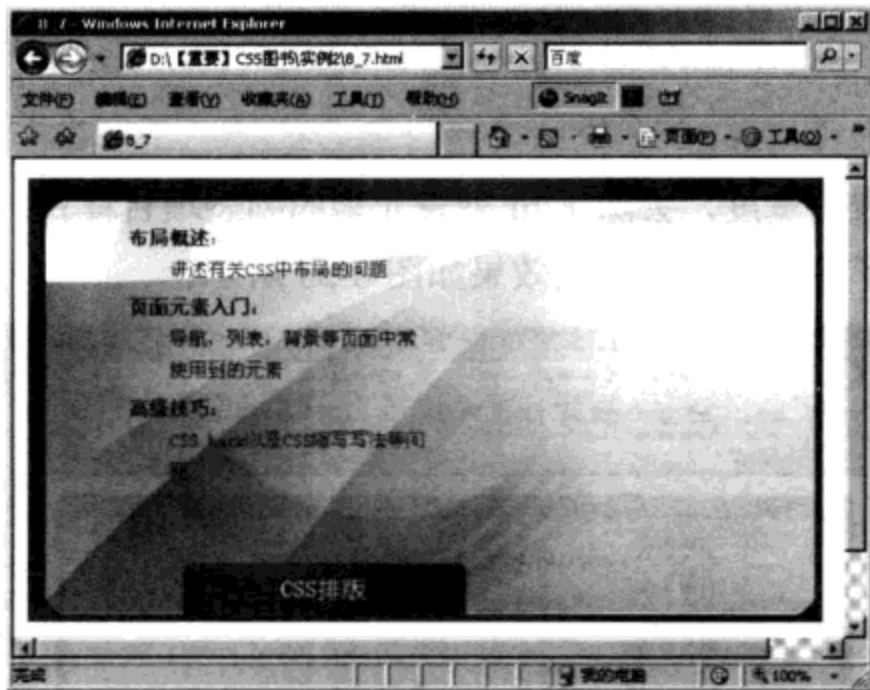 8_7 - Windows Internet Explorer
D:\【重要】CSS图书\实例2\8_7.html 百度
文件(F) 编辑(E) 查看(V) 收藏夹(A) 工具(T) 帮助(H) SnagIt
8_7 页面(P) 工具(O)
布局概述：
讲述有关CSS中布局的问题
页面元素入门：
导航，列表，背景等页面中常
使用到的元素
高级技巧：
CSS hack以及CSS缩写写法等问
CSS排版
完成 我的电脑 100%